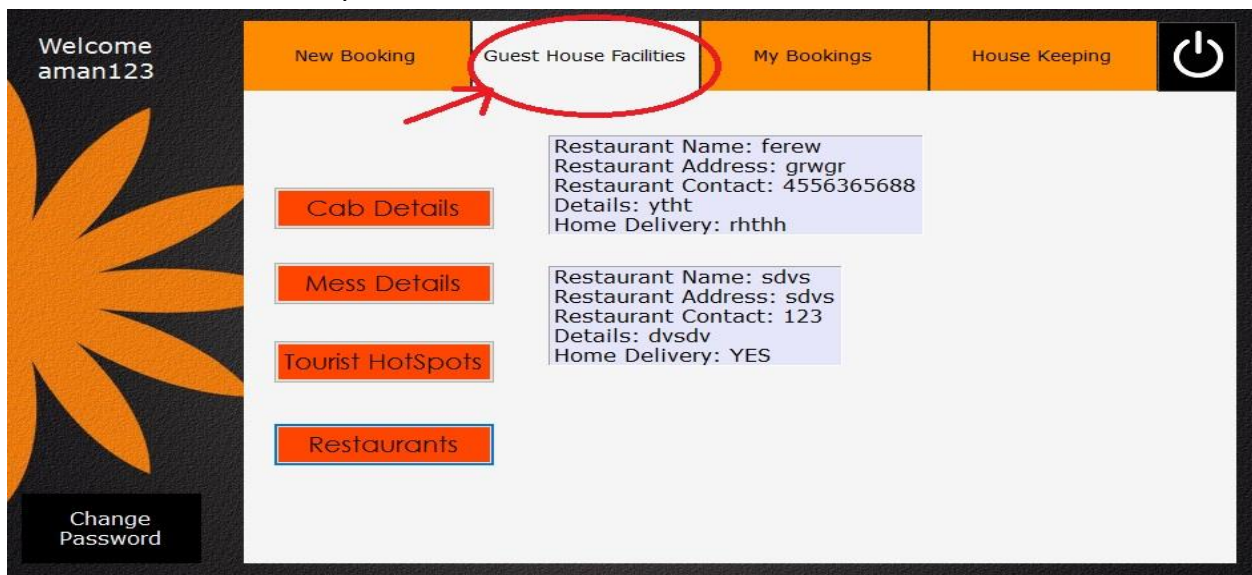 Welcome
aman123
New Booking
Guest House Facilities
My Bookings
House Keeping
Restaurant Name: ferew
Restaurant Address: grwgr
Restaurant Contact: 4556365688
Details: ytht
Home Delivery: rhthh
Cab Details
Mess Details
Restaurant Name: sdvs
Restaurant Address: sdvs
Restaurant Contact: 123
Details: dvsdv
Home Delivery: YES
Tourist HotSpots
Restaurants
Change
Password